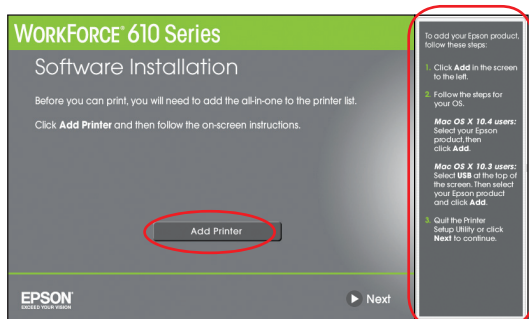 WORKFORCE® 610 Series
Software Installation
Before you can print, you will need to add the all-in-one to the printer list.
Click Add Printer and then follow the on-screen instructions.
Add Printer
EPSON®
EXCEED YOUR VISION
Next
To add your Epson product,
follow these steps:
1. Click Add in the screen
to the left.
2. Follow the steps for
your OS.
Mac OS X 10.4 users:
Select your Epson
product, then
click Add.
Mac OS X 10.3 users:
Select USB at the top of
the screen. Then select
your Epson product
and click Add.
3. Quit the Printer
Setup Utility or click
Next to continue.